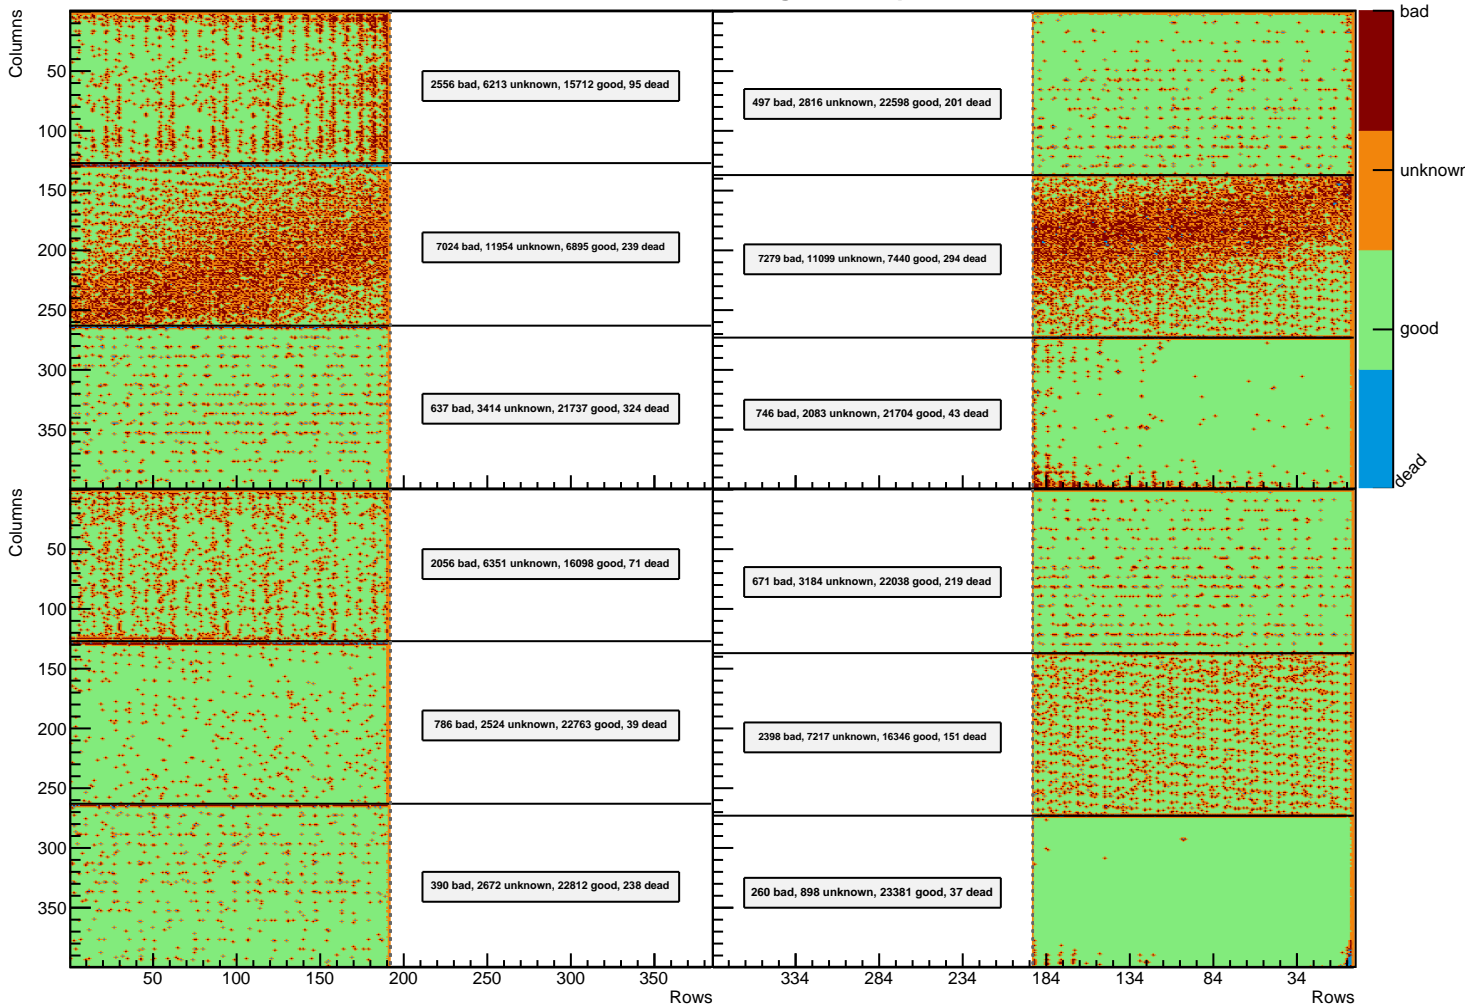 bad
unknown
good
dead
Columns
50
100
150
200
250
300
350
2556 bad, 6213 unknown, 15712 good, 95 dead
497 bad, 2816 unknown, 22598 good, 201 dead
7024 bad, 11954 unknown, 6895 good, 239 dead
7279 bad, 11099 unknown, 7440 good, 294 dead
637 bad, 3414 unknown, 21737 good, 324 dead
746 bad, 2083 unknown, 21704 good, 43 dead
Columns
50
100
150
200
250
300
350
2056 bad, 6351 unknown, 16098 good, 71 dead
671 bad, 3184 unknown, 22038 good, 219 dead
786 bad, 2524 unknown, 22763 good, 39 dead
2398 bad, 7217 unknown, 16346 good, 151 dead
390 bad, 2672 unknown, 22812 good, 238 dead
260 bad, 898 unknown, 23381 good, 37 dead
50 100 150 200 250 300 350 334 284 234 184 134 84 34
Rows Rows